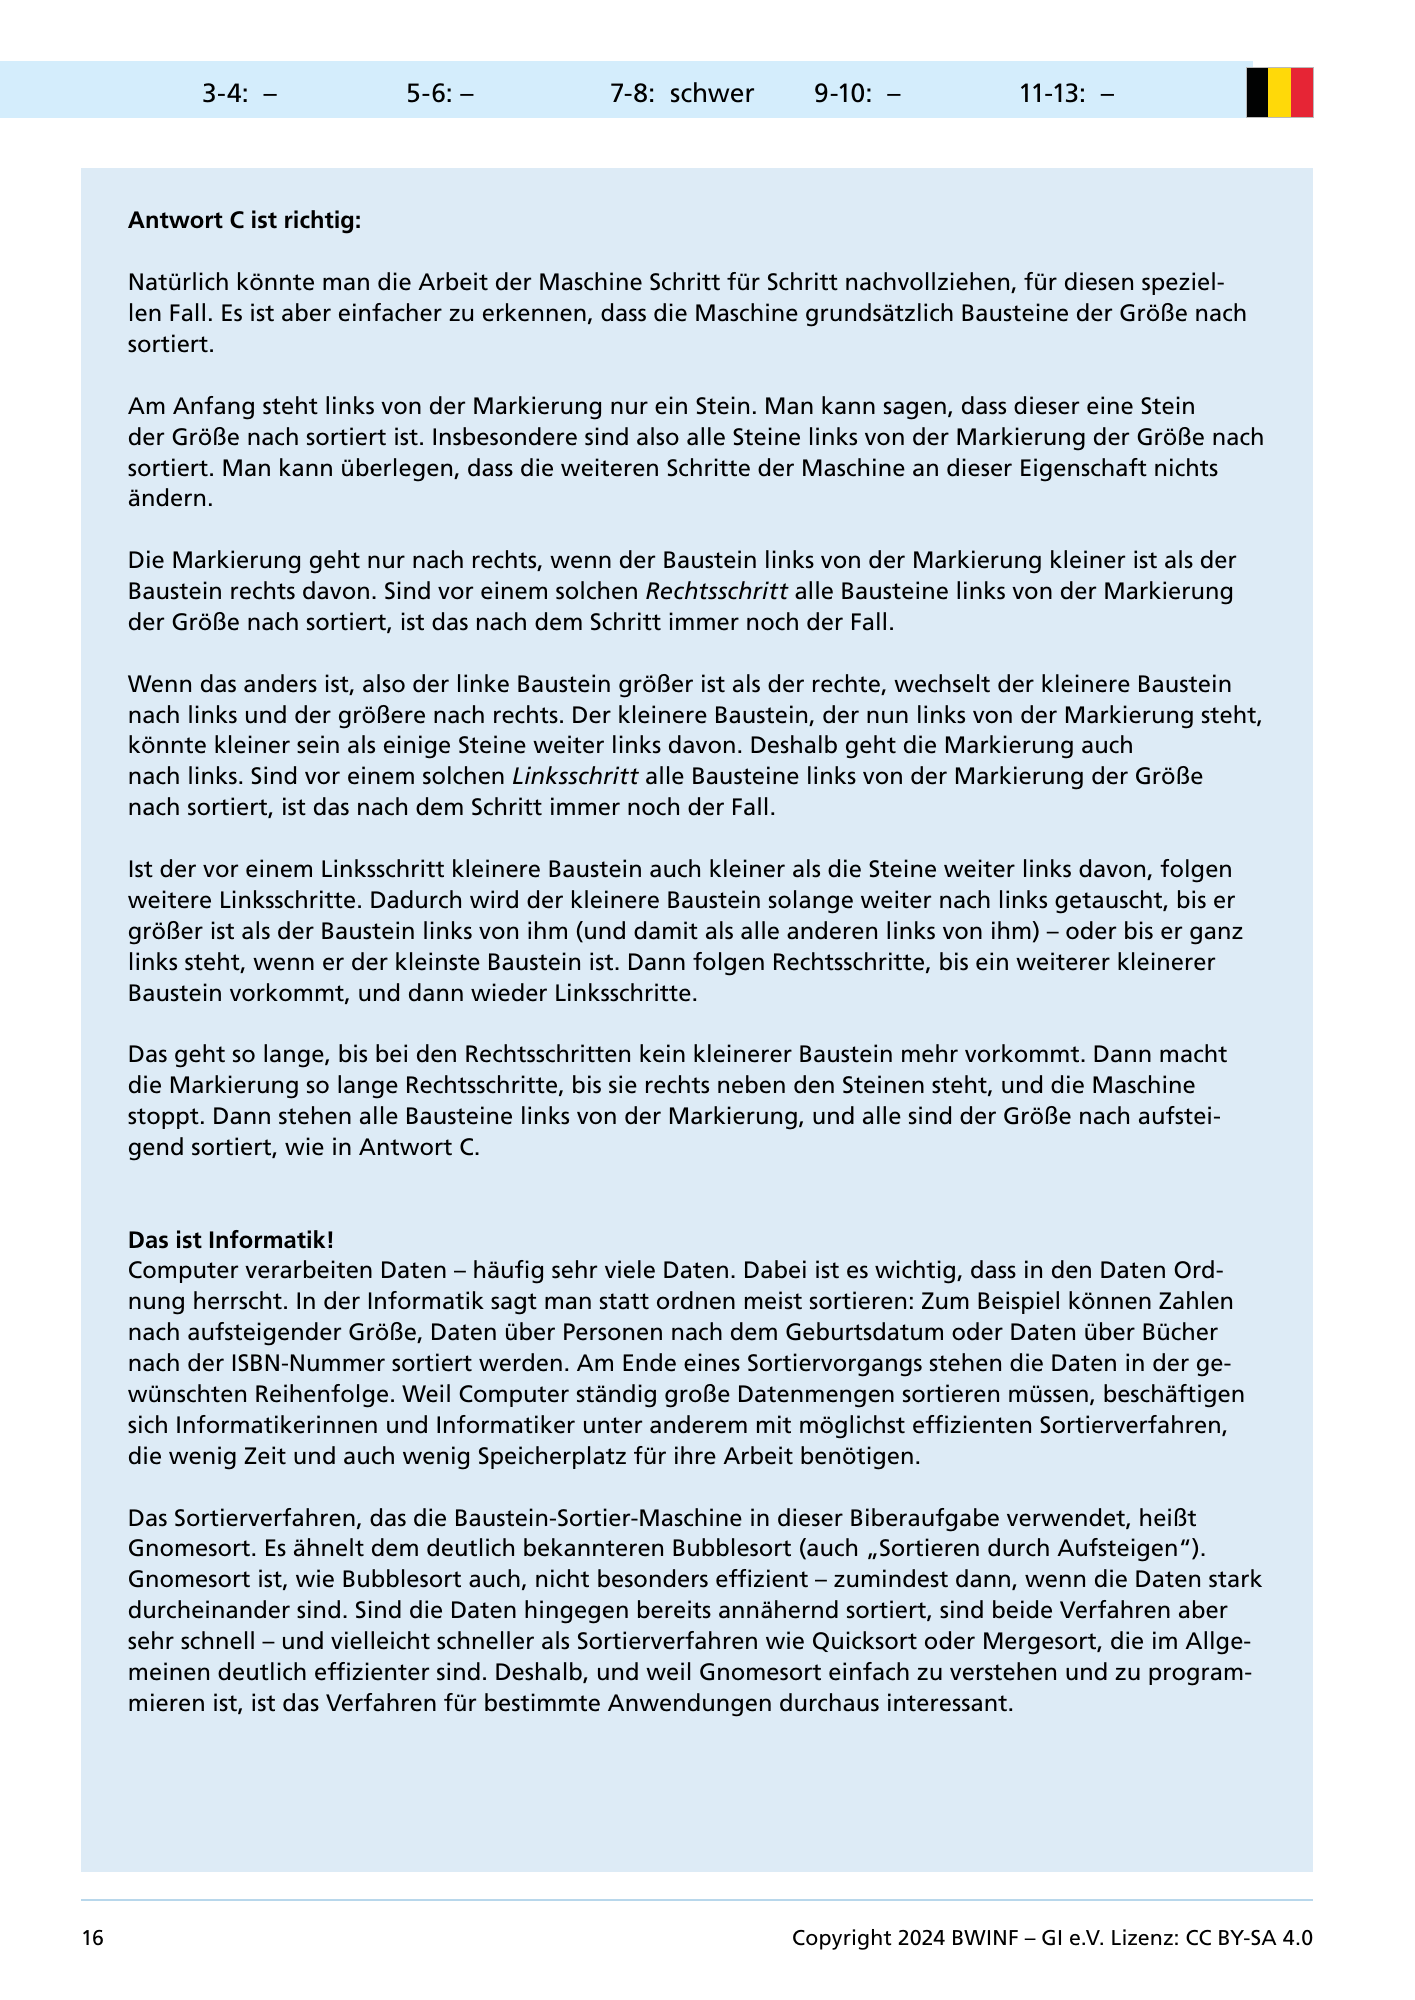 3-4: – 5-6: – 7-8: schwer 9-10: – 11-13: –
Antwort C ist richtig:
Natürlich könnte man die Arbeit der Maschine Schritt für Schritt nachvollziehen, für diesen speziel-
len Fall. Es ist aber einfacher zu erkennen, dass die Maschine grundsätzlich Bausteine der Größe nach
sortiert.
Am Anfang steht links von der Markierung nur ein Stein. Man kann sagen, dass dieser eine Stein
der Größe nach sortiert ist. Insbesondere sind also alle Steine links von der Markierung der Größe nach
sortiert. Man kann überlegen, dass die weiteren Schritte der Maschine an dieser Eigenschaft nichts
ändern.
Die Markierung geht nur nach rechts, wenn der Baustein links von der Markierung kleiner ist als der
Baustein rechts davon. Sind vor einem solchen Rechtsschritt alle Bausteine links von der Markierung
der Größe nach sortiert, ist das nach dem Schritt immer noch der Fall.
Wenn das anders ist, also der linke Baustein größer ist als der rechte, wechselt der kleinere Baustein
nach links und der größere nach rechts. Der kleinere Baustein, der nun links von der Markierung steht,
könnte kleiner sein als einige Steine weiter links davon. Deshalb geht die Markierung auch
nach links. Sind vor einem solchen Linksschritt alle Bausteine links von der Markierung der Größe
nach sortiert, ist das nach dem Schritt immer noch der Fall.
Ist der vor einem Linksschritt kleinere Baustein auch kleiner als die Steine weiter links davon, folgen
weitere Linksschritte. Dadurch wird der kleinere Baustein solange weiter nach links getauscht, bis er
größer ist als der Baustein links von ihm (und damit als alle anderen links von ihm) – oder bis er ganz
links steht, wenn er der kleinste Baustein ist. Dann folgen Rechtsschritte, bis ein weiterer kleinerer
Baustein vorkommt, und dann wieder Linksschritte.
Das geht so lange, bis bei den Rechtsschritten kein kleinerer Baustein mehr vorkommt. Dann macht
die Markierung so lange Rechtsschritte, bis sie rechts neben den Steinen steht, und die Maschine
stoppt. Dann stehen alle Bausteine links von der Markierung, und alle sind der Größe nach aufstei-
gend sortiert, wie in Antwort C.
Das ist Informatik!
Computer verarbeiten Daten – häufig sehr viele Daten. Dabei ist es wichtig, dass in den Daten Ord-
nung herrscht. In der Informatik sagt man statt ordnen meist sortieren: Zum Beispiel können Zahlen
nach aufsteigender Größe, Daten über Personen nach dem Geburtsdatum oder Daten über Bücher
nach der ISBN-Nummer sortiert werden. Am Ende eines Sortiervorgangs stehen die Daten in der ge-
wünschten Reihenfolge. Weil Computer ständig große Datenmengen sortieren müssen, beschäftigen
sich Informatikerinnen und Informatiker unter anderem mit möglichst effizienten Sortierverfahren,
die wenig Zeit und auch wenig Speicherplatz für ihre Arbeit benötigen.
Das Sortierverfahren, das die Baustein-Sortier-Maschine in dieser Biberaufgabe verwendet, heißt
Gnomesort. Es ähnelt dem deutlich bekannteren Bubblesort (auch „Sortieren durch Aufsteigen“).
Gnomesort ist, wie Bubblesort auch, nicht besonders effizient – zumindest dann, wenn die Daten stark
durcheinander sind. Sind die Daten hingegen bereits annähernd sortiert, sind beide Verfahren aber
sehr schnell – und vielleicht schneller als Sortierverfahren wie Quicksort oder Mergesort, die im Allge-
meinen deutlich effizienter sind. Deshalb, und weil Gnomesort einfach zu verstehen und zu program-
mieren ist, ist das Verfahren für bestimmte Anwendungen durchaus interessant.
16 Copyright 2024 BWINF – GI e.V. Lizenz: CC BY-SA 4.0